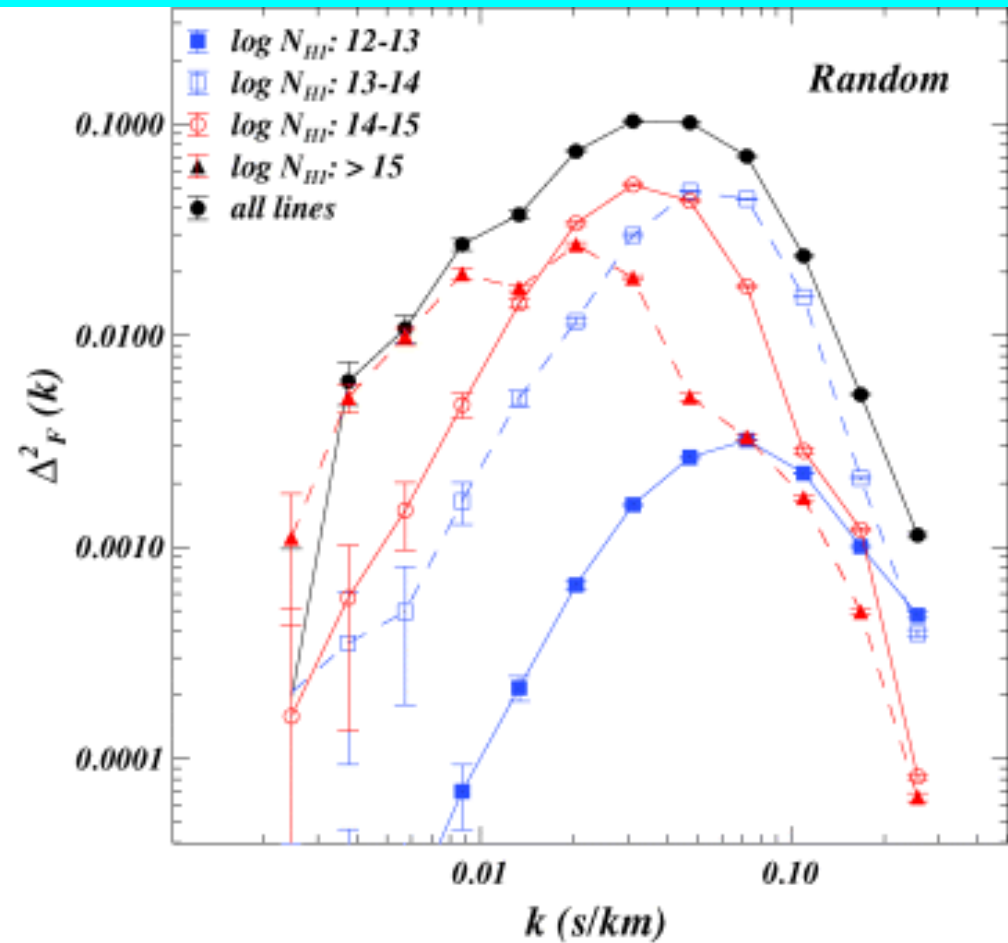 log N_HI: 12-13
log N_HI: 13-14
log N_HI: 14-15
log N_HI: > 15
all lines
Random
0.1000
0.0100
0.0010
0.0001
Δ²_F (k)
0.01 0.10
k (s/km)